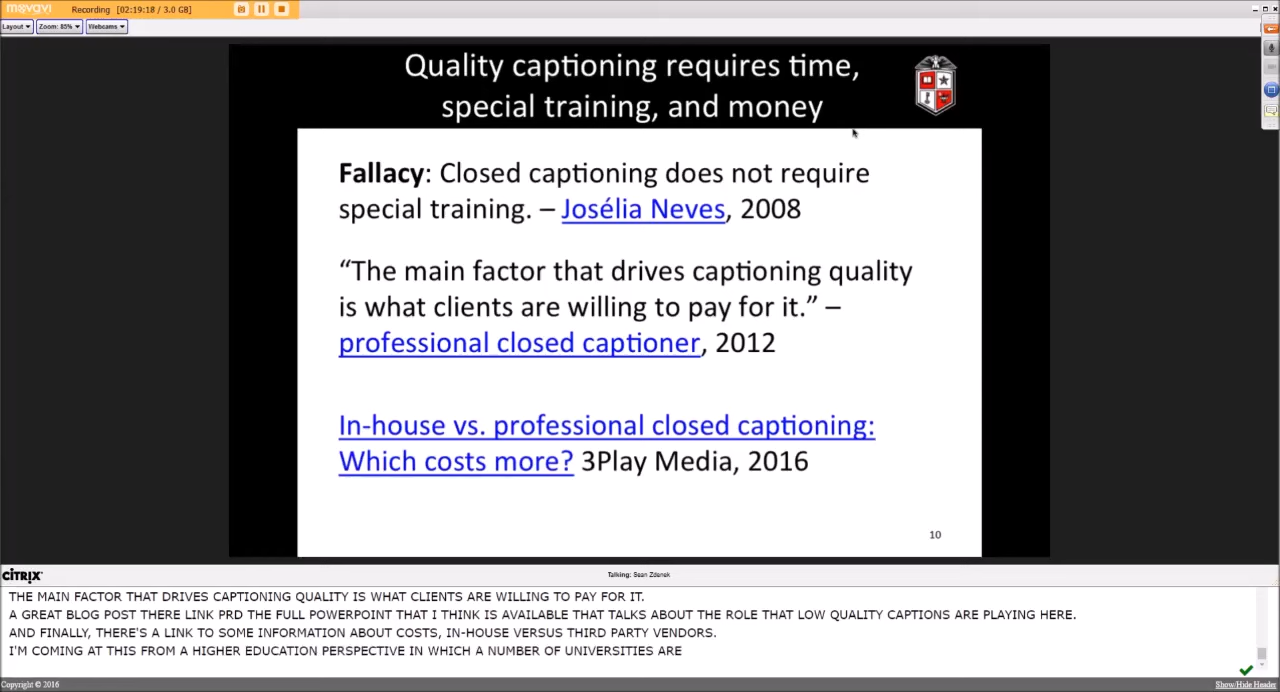 movavi Recording [02:19:18 / 3.0 GB]
Layout Zoom: 85% Webcams
Quality captioning requires time,
special training, and money
Fallacy: Closed captioning does not require
special training. – Josélia Neves, 2008
“The main factor that drives captioning quality
is what clients are willing to pay for it.” –
professional closed captioner, 2012
In-house vs. professional closed captioning:
Which costs more? 3Play Media, 2016
10
CİTRIX
Talking: Sean Zdenek
THE MAIN FACTOR THAT DRIVES CAPTIONING QUALITY IS WHAT CLIENTS ARE WILLING TO PAY FOR IT.
A GREAT BLOG POST THERE LINK PRD THE FULL POWERPOINT THAT I THINK IS AVAILABLE THAT TALKS ABOUT THE ROLE THAT LOW QUALITY CAPTIONS ARE PLAYING HERE.
AND FINALLY, THERE'S A LINK TO SOME INFORMATION ABOUT COSTS, IN-HOUSE VERSUS THIRD PARTY VENDORS.
I'M COMING AT THIS FROM A HIGHER EDUCATION PERSPECTIVE IN WHICH A NUMBER OF UNIVERSITIES ARE
Copyright © 2016
Show/Hide Header